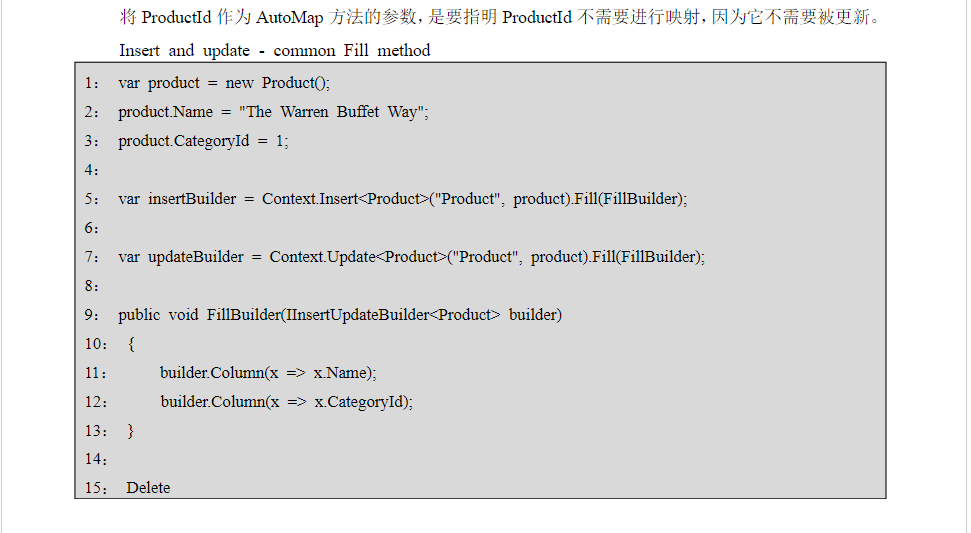 将 ProductId 作为 AutoMap 方法的参数，是要指明 ProductId 不需要进行映射，因为它不需要被更新。
Insert and update - common Fill method
1： var product = new Product();
2： product.Name = "The Warren Buffet Way";
3： product.CategoryId = 1;
4：
5： var insertBuilder = Context.Insert<Product>("Product", product).Fill(FillBuilder);
6：
7： var updateBuilder = Context.Update<Product>("Product", product).Fill(FillBuilder);
8：
9： public void FillBuilder(IInsertUpdateBuilder<Product> builder)
10： {
11： builder.Column(x => x.Name);
12： builder.Column(x => x.CategoryId);
13： }
14：
15： Delete